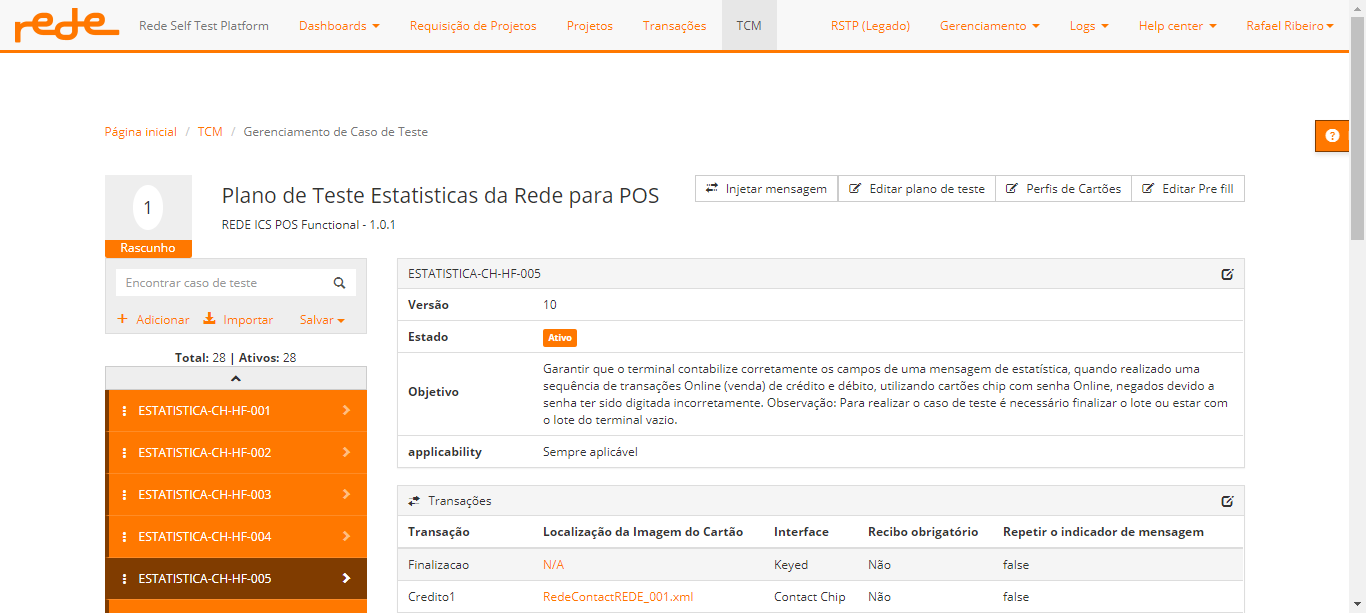 rede Rede Self Test Platform Dashboards Requisição de Projetos Projetos Transações TCM RSTP (Legado) Gerenciamento Logs Help center Rafael Ribeiro
Página inicial / TCM / Gerenciamento de Caso de Teste
?
1
Rascunho
Plano de Teste Estatisticas da Rede para POS
REDE ICS POS Functional - 1.0.1
Injetar mensagem Editar plano de teste Perfis de Cartões Editar Pre fill
Encontrar caso de teste
+ Adicionar Importar Salvar
Total: 28 | Ativos: 28
ESTATISTICA-CH-HF-001
ESTATISTICA-CH-HF-002
ESTATISTICA-CH-HF-003
ESTATISTICA-CH-HF-004
ESTATISTICA-CH-HF-005
ESTATISTICA-CH-HF-005
Versão 10
Estado Ativo
Objetivo
Garantir que o terminal contabilize corretamente os campos de uma mensagem de estatística, quando realizado uma
sequência de transações Online (venda) de crédito e débito, utilizando cartões chip com senha Online, negados devido a
senha ter sido digitada incorretamente. Observação: Para realizar o caso de teste é necessário finalizar o lote ou estar com
o lote do terminal vazio.
applicability Sempre aplicável
Transações
Transação Localização da Imagem do Cartão Interface Recibo obrigatório Repetir o indicador de mensagem
Finalizacao N/A Keyed Não false
Credito1 RedeContactREDE_001.xml Contact Chip Não false